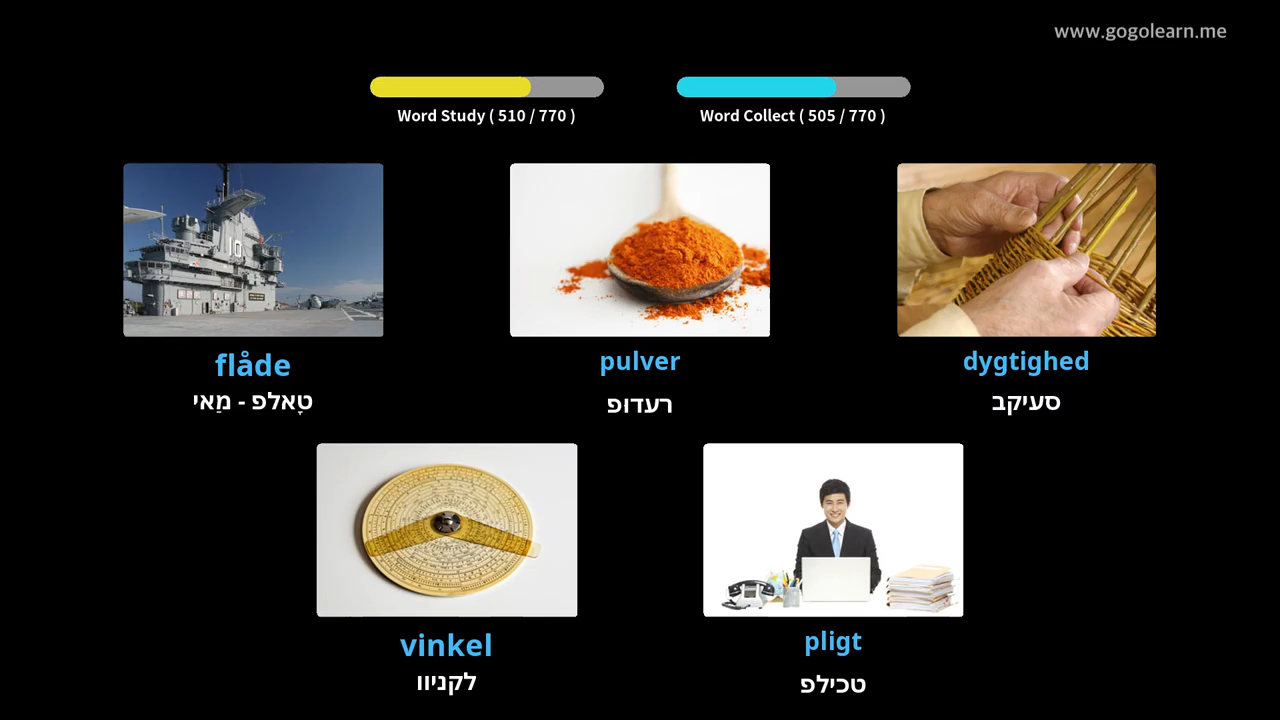 www.gogolearn.me
Word Study ( 510 / 770 )
Word Collect ( 505 / 770 )
flåde
טָאלפ - מַאי
pulver
רעדופ
dygtighed
סעיקב
vinkel
לקניוו
pligt
טכילפ